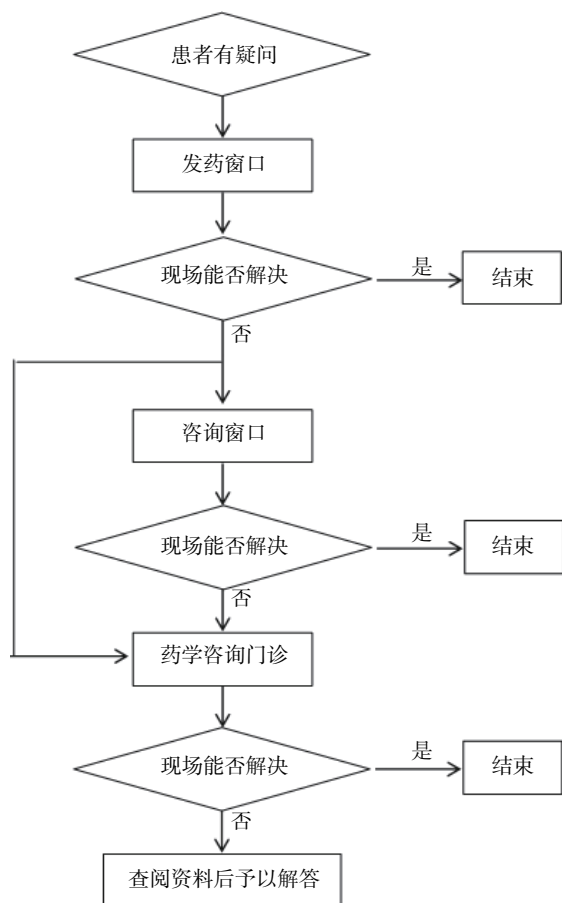 患者有疑问
发药窗口
现场能否解决
是
结束
否
咨询窗口
现场能否解决
是
结束
否
药学咨询门诊
现场能否解决
是
结束
否
查阅资料后予以解答